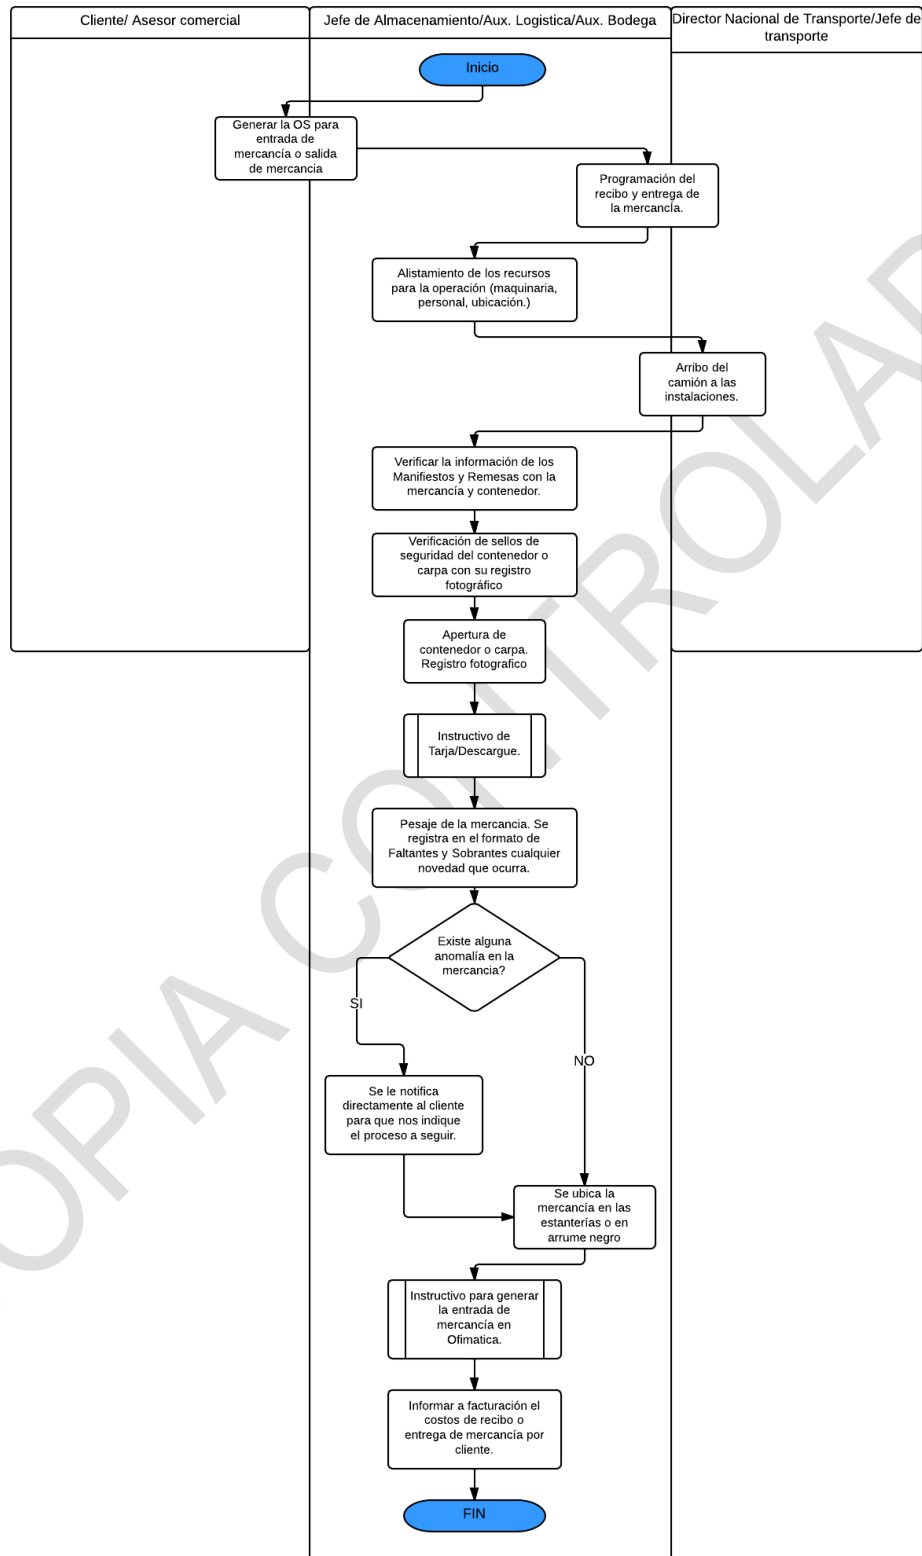 Cliente/ Asesor comercial
Jefe de Almacenamiento/Aux. Logistica/Aux. Bodega
Director Nacional de Transporte/Jefe de
transporte
Inicio
Generar la OS para
entrada de
mercancía o salida
de mercancia
Programación del
recibo y entrega de
la mercancía.
Alistamiento de los recursos
para la operación (maquinaria,
personal, ubicación.)
Arribo del
camión a las
instalaciones.
Verificar la información de los
Manifiestos y Remesas con la
mercancía y contenedor.
Verificación de sellos de
seguridad del contenedor o
carpa con su registro
fotográfico
Apertura de
contenedor o carpa.
Registro fotografico
Instructivo de
Tarja/Descargue.
Pesaje de la mercancia. Se
registra en el formato de
Faltantes y Sobrantes cualquier
novedad que ocurra.
Existe alguna
anomalía en la
mercancia?
SI
NO
Se le notifica
directamente al cliente
para que nos indique
el proceso a seguir.
Se ubica la
mercancía en las
estanterías o en
arrume negro
Instructivo para generar
la entrada de
mercancía en
Ofimatica.
Informar a facturación el
costos de recibo o
entrega de mercancía por
cliente.
FIN
OPIA CONTROLAD